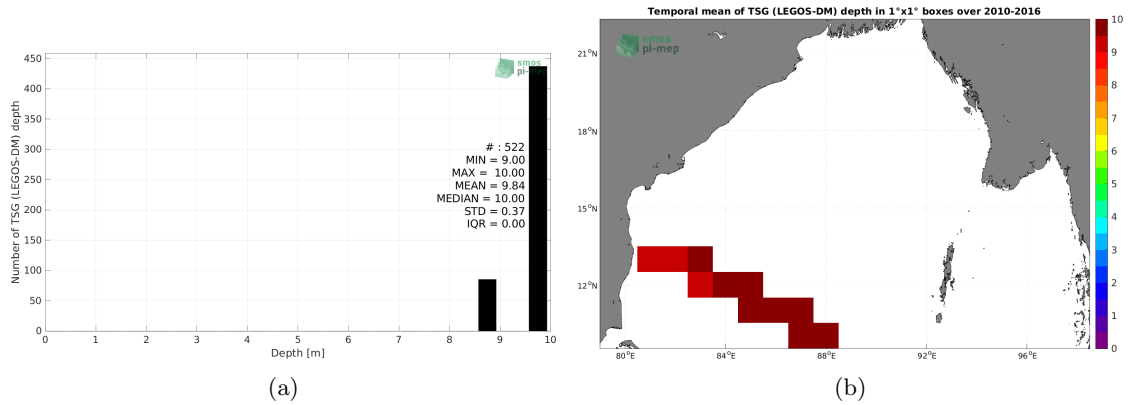 450
400
350
300
250
200
150
100
50
0
Number of TSG (LEGOS-DM) depth
smos
pi-mep
# : 522
MIN = 9.00
MAX = 10.00
MEAN = 9.84
MEDIAN = 10.00
STD = 0.37
IQR = 0.00
0 1 2 3 4 5 6 7 8 9 10
Depth [m]
(a)
Temporal mean of TSG (LEGOS-DM) depth in 1°x1° boxes over 2010-2016
smos
pi-mep
21°N
18°N
15°N
12°N
80°E 84°E 88°E 92°E 96°E
10
9
8
7
6
5
4
3
2
1
0
(b)